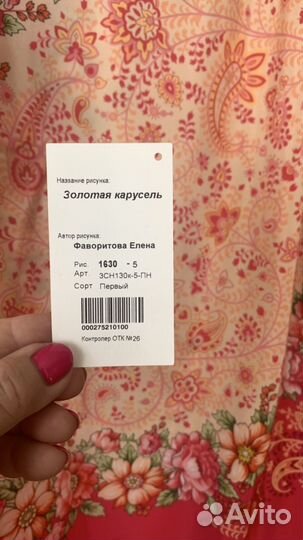 Название рисунка:
Золотая карусель
Автор рисунка:
Фаворитова Елена
Рис. 1630 - 5
Арт. ЗСН130к-5-ПН
Сорт Первый
000275210100
Контролер ОТК №26
Avito